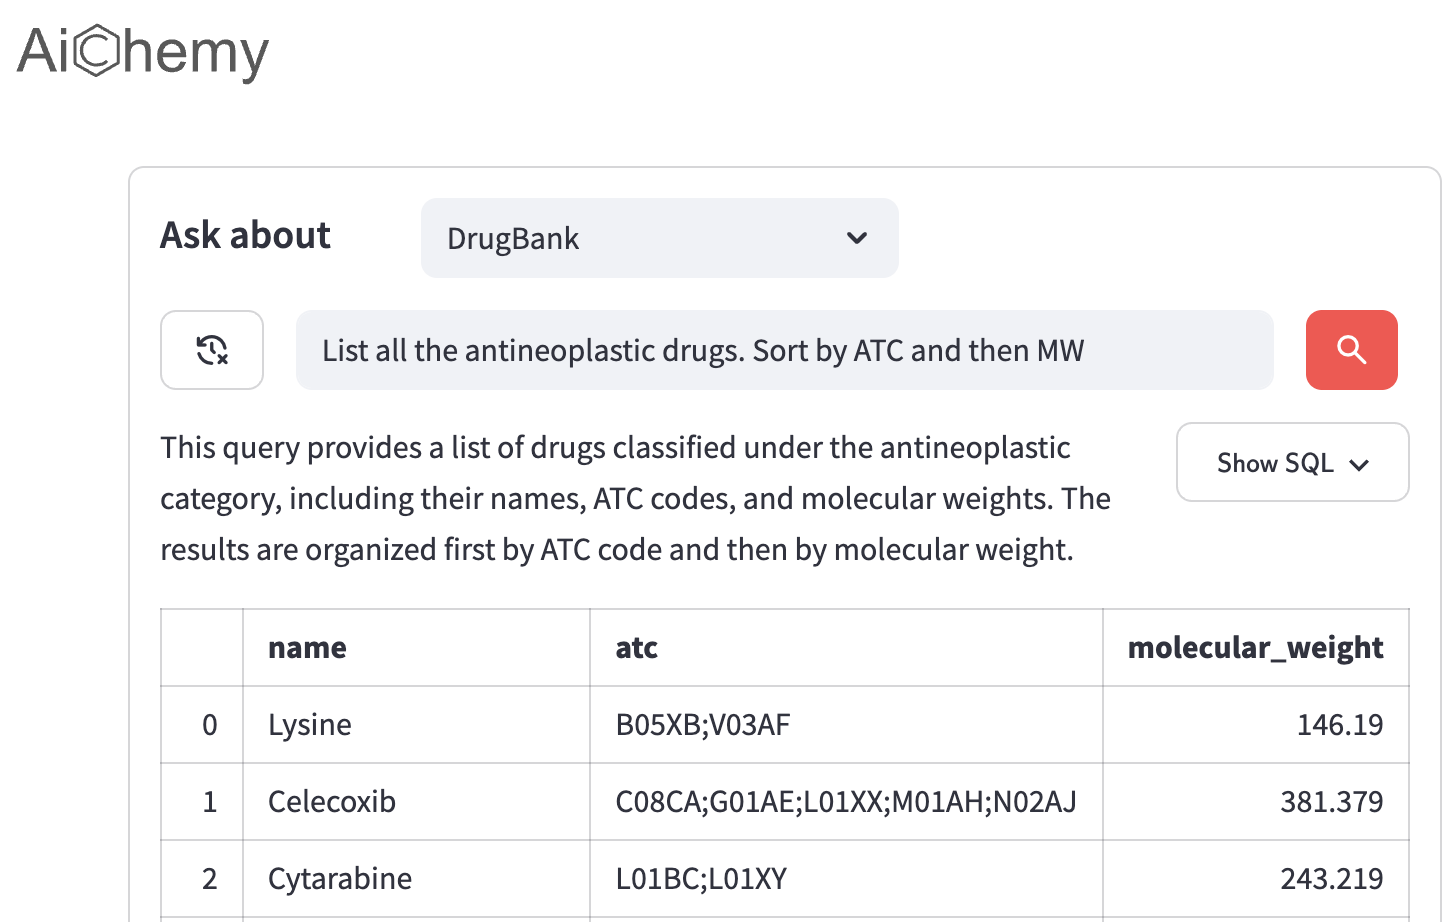 AiChemy
Ask about
DrugBank
List all the antineoplastic drugs. Sort by ATC and then MW
This query provides a list of drugs classified under the antineoplastic
category, including their names, ATC codes, and molecular weights. The
results are organized first by ATC code and then by molecular weight.
Show SQL
name atc molecular_weight
0 Lysine B05XB;V03AF 146.19
1 Celecoxib C08CA;G01AE;L01XX;M01AH;N02AJ 381.379
2 Cytarabine L01BC;L01XY 243.219